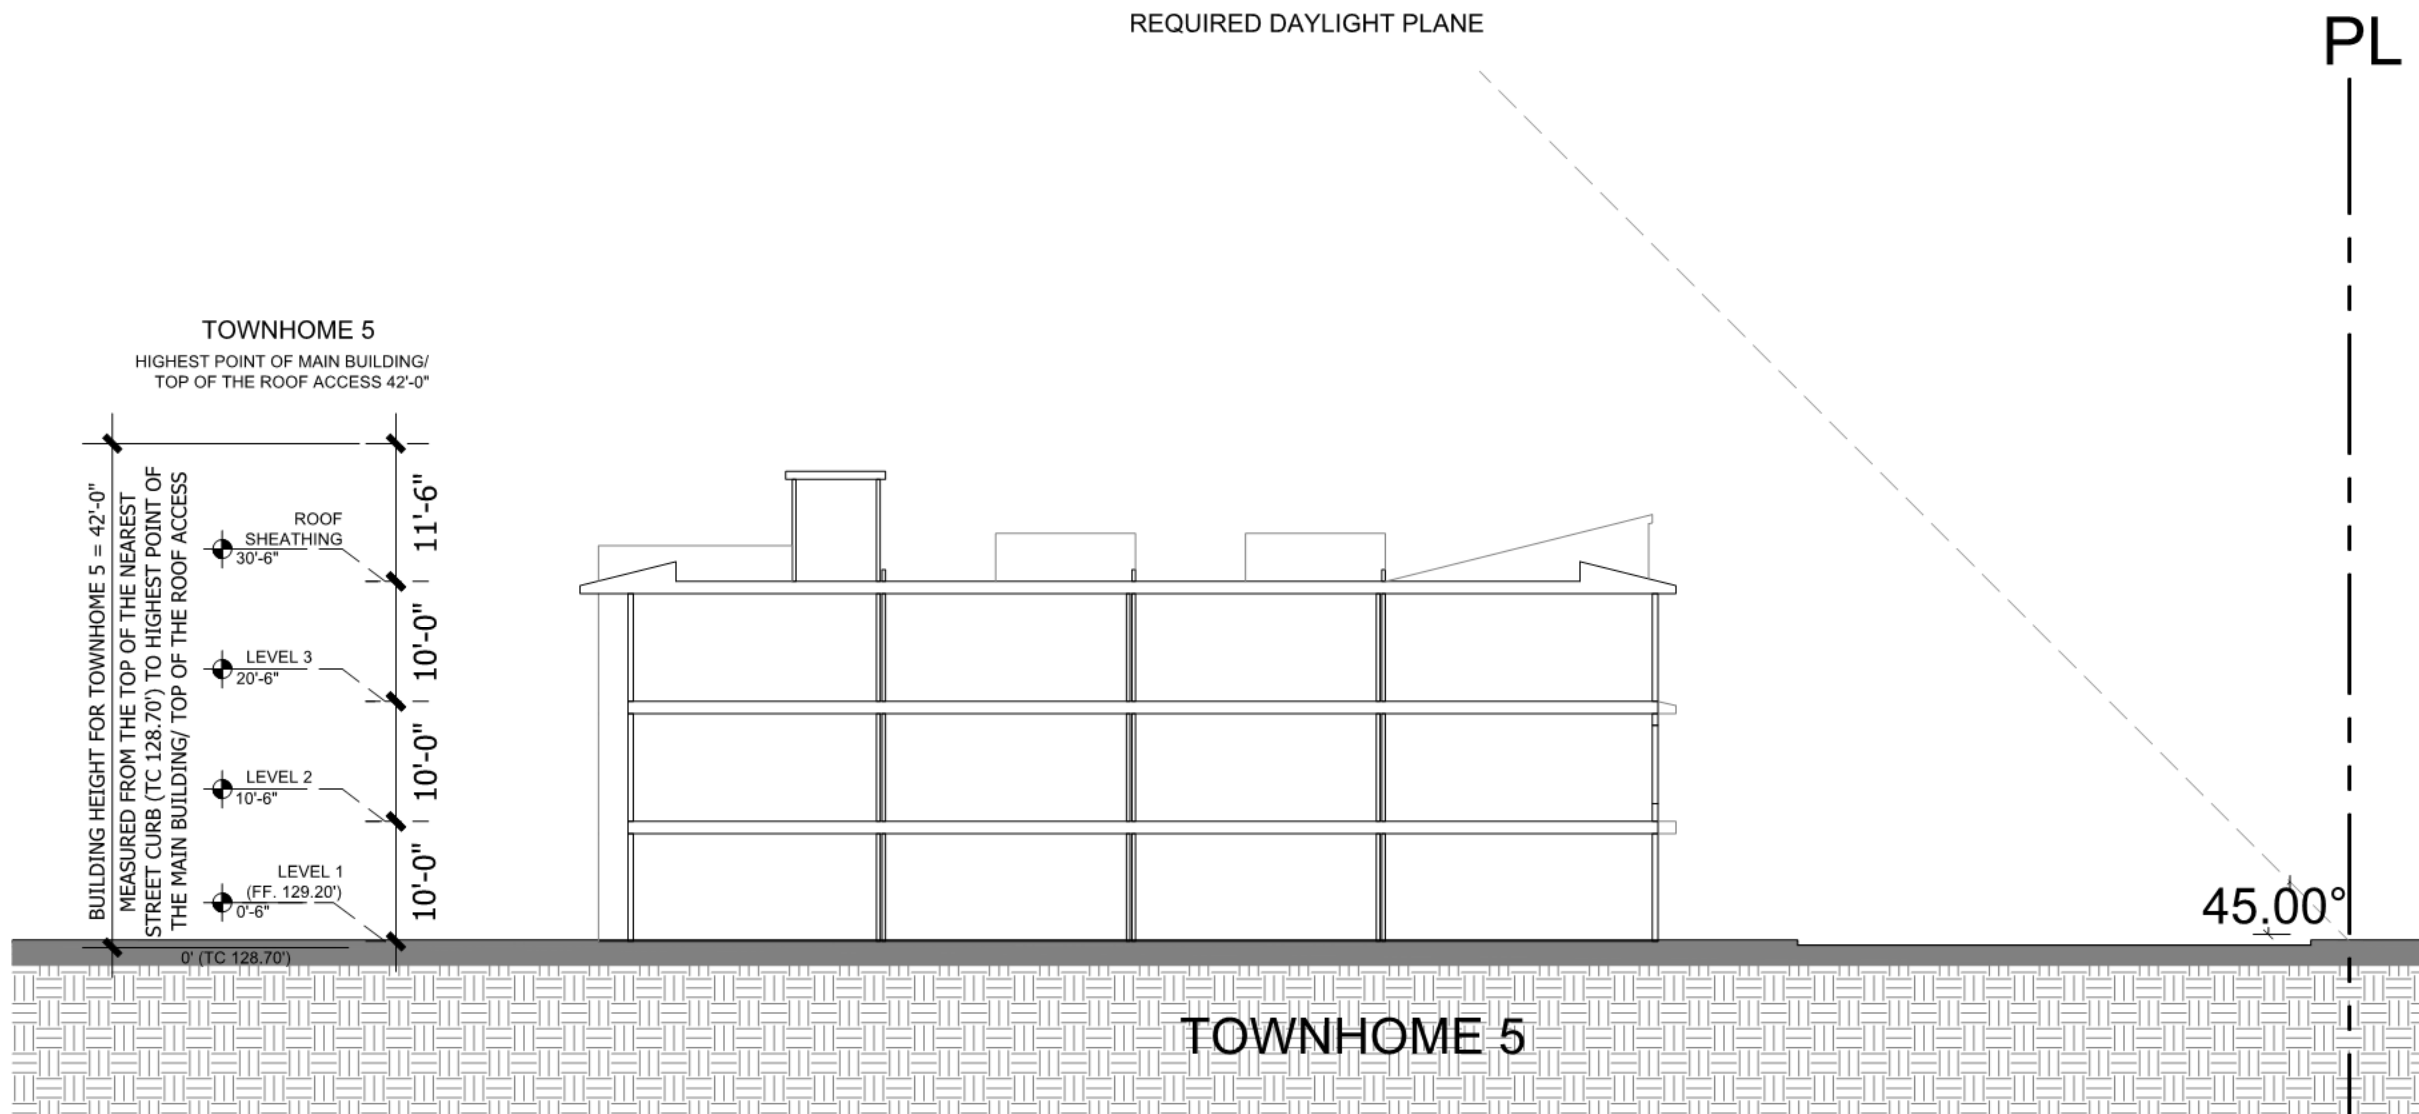 REQUIRED DAYLIGHT PLANE
PL
TOWNHOME 5
HIGHEST POINT OF MAIN BUILDING/
TOP OF THE ROOF ACCESS 42'-0"
BUILDING HEIGHT FOR TOWNHOME 5 = 42'-0"
MEASURED FROM THE TOP OF THE NEAREST
STREET CURB (TC 128.70') TO HIGHEST POINT OF
THE MAIN BUILDING/ TOP OF THE ROOF ACCESS
ROOF
SHEATHING
30'-6"
11'-6"
LEVEL 3
20'-6"
10'-0"
LEVEL 2
10'-6"
10'-0"
LEVEL 1
(FF. 129.20')
0'-6"
10'-0"
0' (TC 128.70')
45.00°
TOWNHOME 5